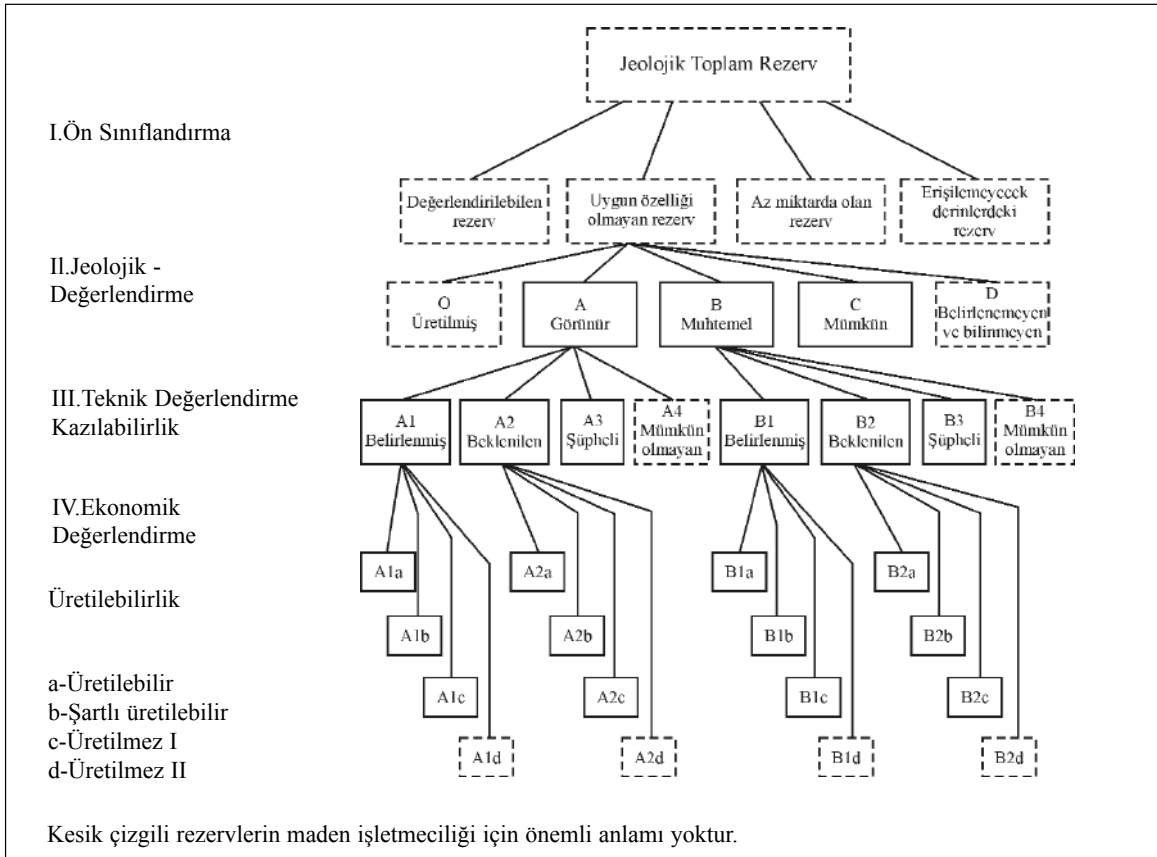 Jeolojik Toplam Rezerv
I.Ön Sınıflandırma
Değerlendirilebilen
rezerv
Uygun özelliği
olmayan rezerv
Az miktarda olan
rezerv
Erişilemeyecek
derinlerdeki
rezerv
II.Jeolojik -
Değerlendirme
O
Üretilmiş
A
Görünür
B
Muhtemel
C
Mümkün
D
Belirlenemeyen
ve bilinmeyen
III.Teknik Değerlendirme
Kazılabilirlik
A1
Belirlenmiş
A2
Beklenilen
A3
Şüpheli
A4
Mümkün
olmayan
B1
Belirlenmiş
B2
Beklenilen
B3
Şüpheli
B4
Mümkün
olmayan
IV.Ekonomik
Değerlendirme
A1a
A2a
B1a
B2a
Üretilebilirlik
A1b
A2b
B1b
B2b
a-Üretilebilir
A1c
A2c
B1c
B2c
b-Şartlı üretilebilir
c-Üretilmez I
A1d
A2d
B1d
B2d
d-Üretilmez II
Kesik çizgili rezervlerin maden işletmeciliği için önemli anlamı yoktur.